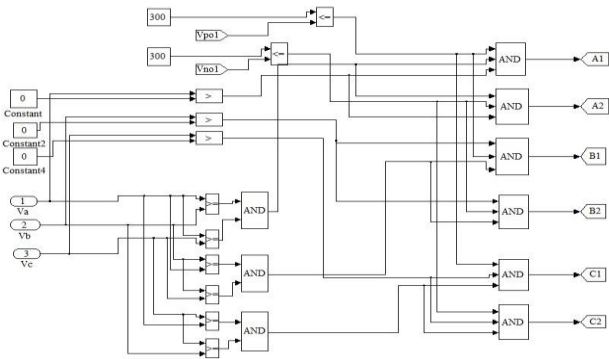 300
<=
Vpo1
300
<=
Vno1
AND
A1
0
Constant
>
AND
A2
0
Constant2
>
0
Constant4
>
AND
B1
1
Va
>=
AND
AND
B2
2
Vb
>=
3
Vc
>=
AND
AND
C1
>=
>=
AND
AND
C2
>=